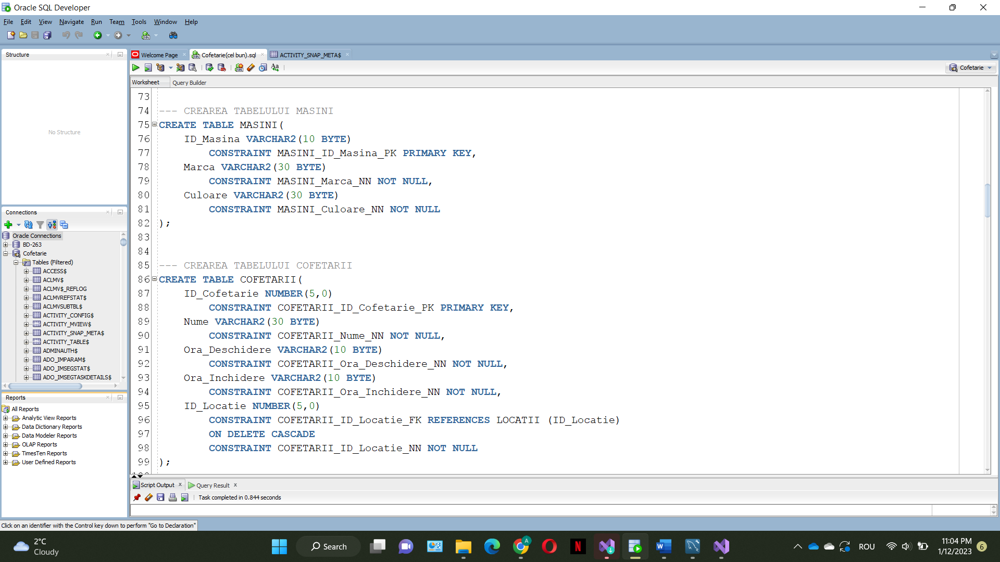 Oracle SQL Developer
File Edit View Navigate Run Team Tools Window Help
Structure
No Structure
Connections
Oracle Connections
BD-263
Cofetarie
Tables (Filtered)
ACCESS$
ACLMV$
ACLMV$_REFLOG
ACLMVREFSTAT$
ACLMVSUBTBL$
ACTIVITY_CONFIG$
ACTIVITY_MVIEW$
ACTIVITY_SNAP_META$
ACTIVITY_TABLE$
ADMINAUTH$
ADO_IMPARAM$
ADO_IMSEGSTAT$
ADO_IMSEGTASKDETAILS$
Reports
All Reports
Analytic View Reports
Data Dictionary Reports
Data Modeler Reports
OLAP Reports
TimesTen Reports
User Defined Reports
Welcome Page Cofetarie(cel bun).sql ACTIVITY_SNAP_META$
Cofetarie
Worksheet Query Builder
73
74 --- CREAREA TABELULUI MASINI
75 CREATE TABLE MASINI(
76 ID_Masina VARCHAR2(10 BYTE)
77 CONSTRAINT MASINI_ID_Masina_PK PRIMARY KEY,
78 Marca VARCHAR2(30 BYTE)
79 CONSTRAINT MASINI_Marca_NN NOT NULL,
80 Culoare VARCHAR2(30 BYTE)
81 CONSTRAINT MASINI_Culoare_NN NOT NULL
82 );
83
84
85 --- CREAREA TABELULUI COFETARII
86 CREATE TABLE COFETARII(
87 ID_Cofetarie NUMBER(5,0)
88 CONSTRAINT COFETARII_ID_Cofetarie_PK PRIMARY KEY,
89 Nume VARCHAR2(30 BYTE)
90 CONSTRAINT COFETARII_Nume_NN NOT NULL,
91 Ora_Deschidere VARCHAR2(10 BYTE)
92 CONSTRAINT COFETARII_Ora_Deschidere_NN NOT NULL,
93 Ora_Inchidere VARCHAR2(10 BYTE)
94 CONSTRAINT COFETARII_Ora_Inchidere_NN NOT NULL,
95 ID_Locatie NUMBER(5,0)
96 CONSTRAINT COFETARII_ID_Locatie_FK REFERENCES LOCATII (ID_Locatie)
97 ON DELETE CASCADE
98 CONSTRAINT COFETARII_ID_Locatie_NN NOT NULL
99 );
Script Output x Query Result x
Task completed in 0.844 seconds
Click on an identifier with the Control key down to perform "Go to Declaration"
2°C
Cloudy
Search
ROU
11:04 PM
1/12/2023
6